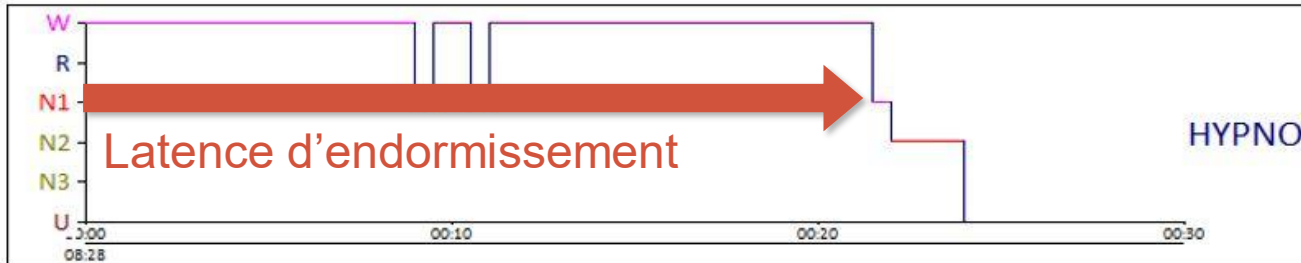 W
R
N1
Latence d’endormissement
N2
HYPNO
N3
U
00:10
00:20
00:30
08:28